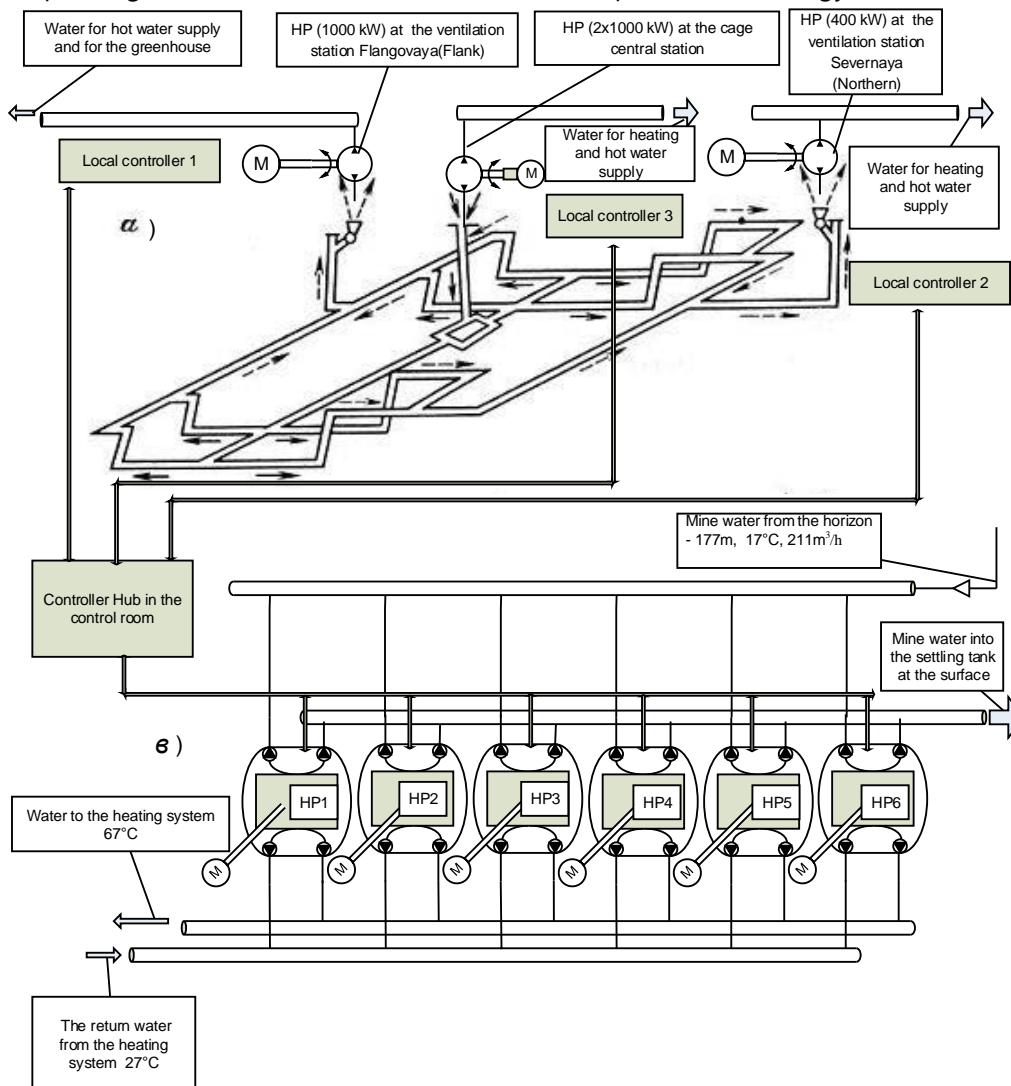 Water for hot water supply
and for the greenhouse
HP (1000 kW) at the ventilation
station Flangovaya(Flank)
HP (2x1000 kW) at the cage
central station
HP (400 kW) at the
ventilation station
Severnaya
(Northern)
Local controller 1
M
M
M
Water for heating
and hot water
supply
Water for heating
and hot water
supply
а )
Local controller 3
Local controller 2
Mine water from the horizon
- 177m, 17°C, 211m³/h
Controller Hub in the
control room
Mine water into
the settling tank
at the surface
в )
HP1
HP2
HP3
HP4
HP5
HP6
Water to the heating system
67°C
M
M
M
M
M
M
The return water
from the heating
system 27°C